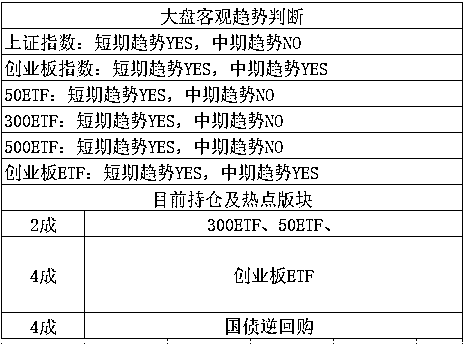 大盘客观趋势判断
上证指数：短期趋势YES，中期趋势NO
创业板指数：短期趋势YES，中期趋势YES
50ETF：短期趋势YES，中期趋势NO
300ETF：短期趋势YES，中期趋势NO
500ETF：短期趋势YES，中期趋势NO
创业板ETF：短期趋势YES，中期趋势YES
目前持仓及热点版块
2成 300ETF、50ETF、
4成 创业板ETF
4成 国债逆回购